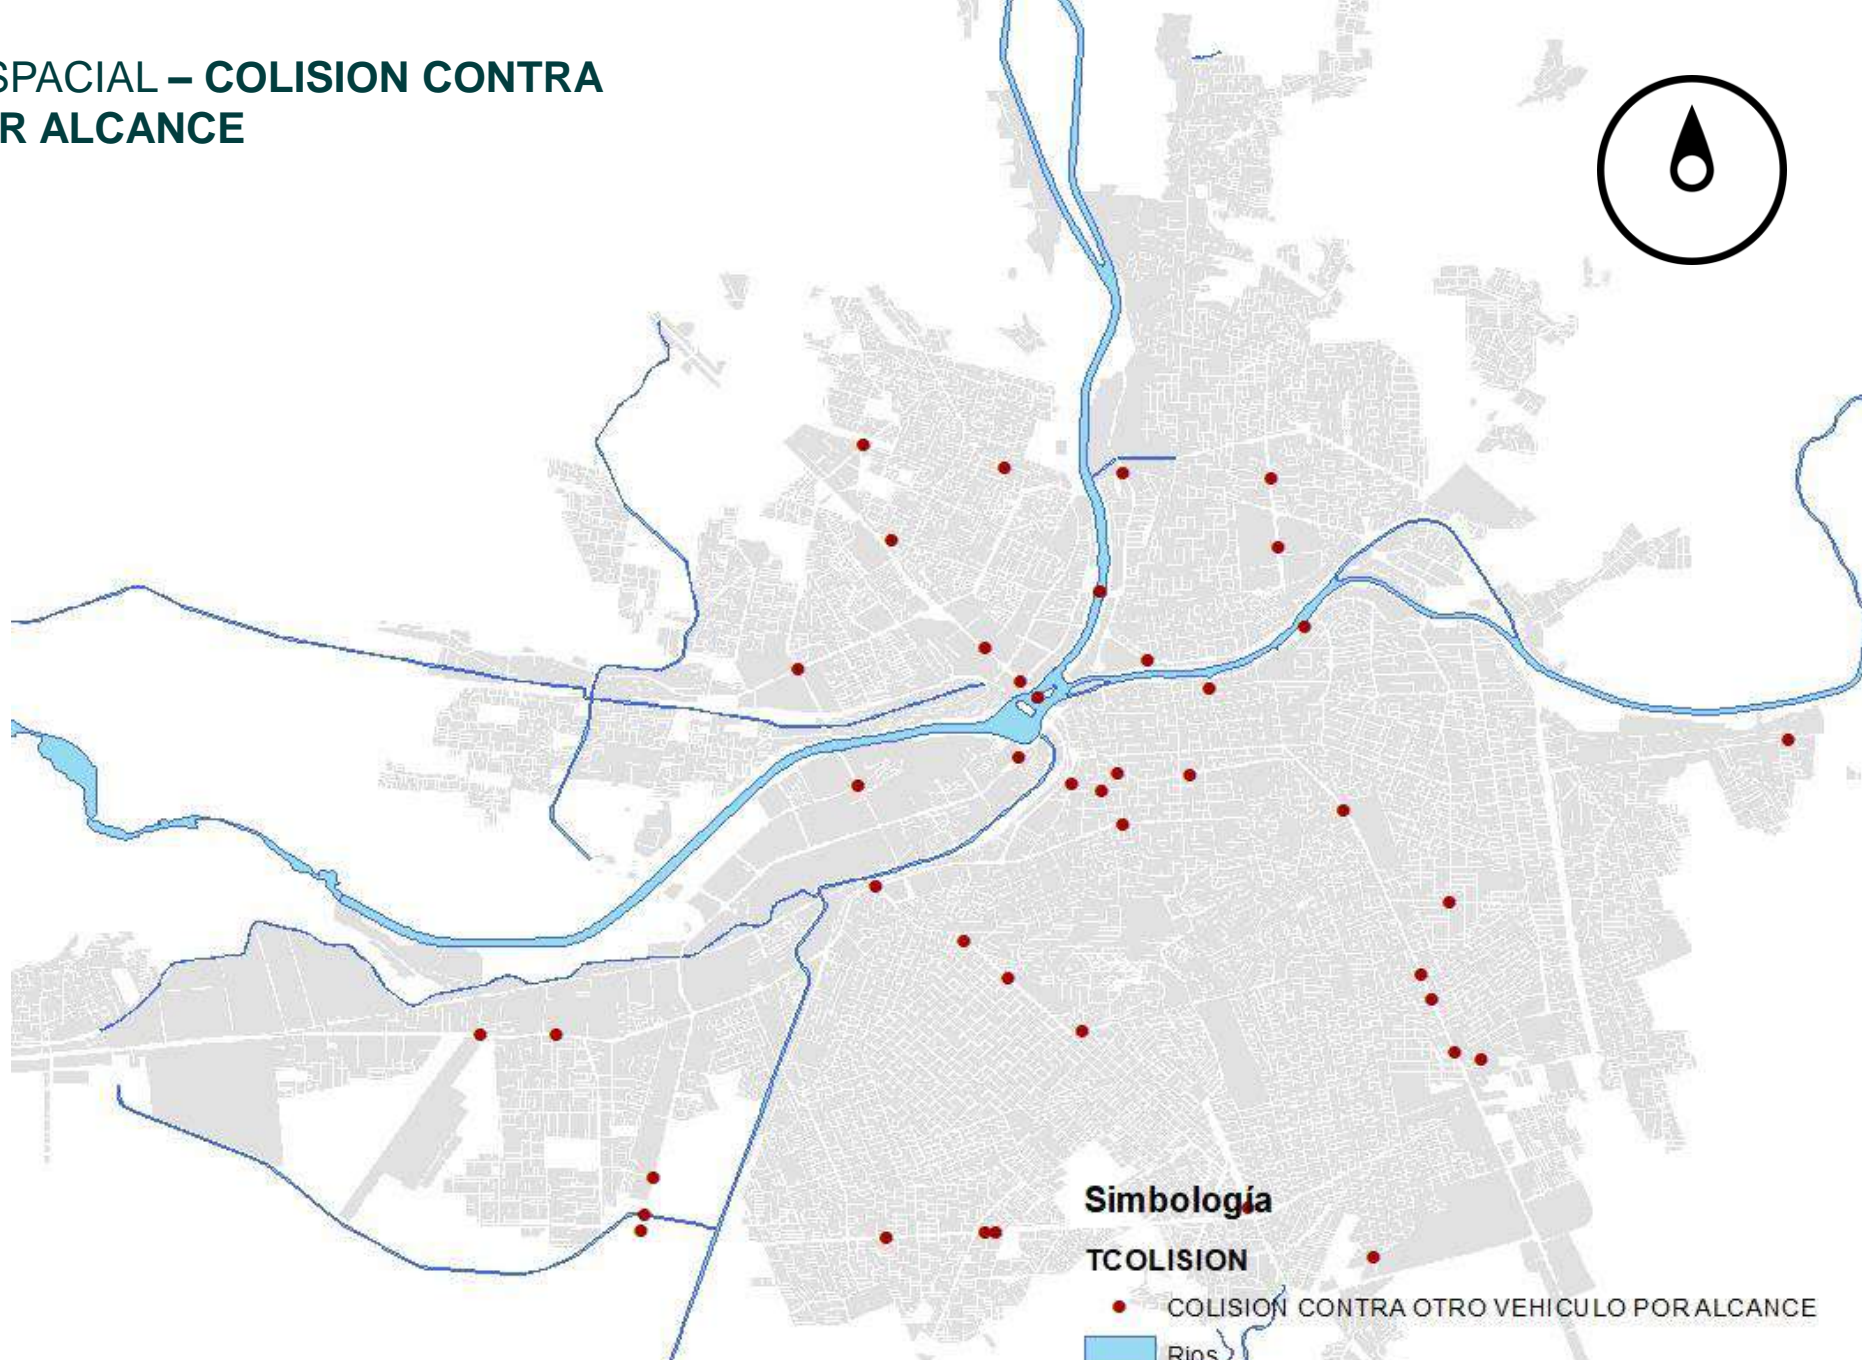 SPACIAL – COLISION CONTRA
R ALCANCE
Simbología
TCOLISION
COLISION CONTRA OTRO VEHICULO POR ALCANCE
Rios